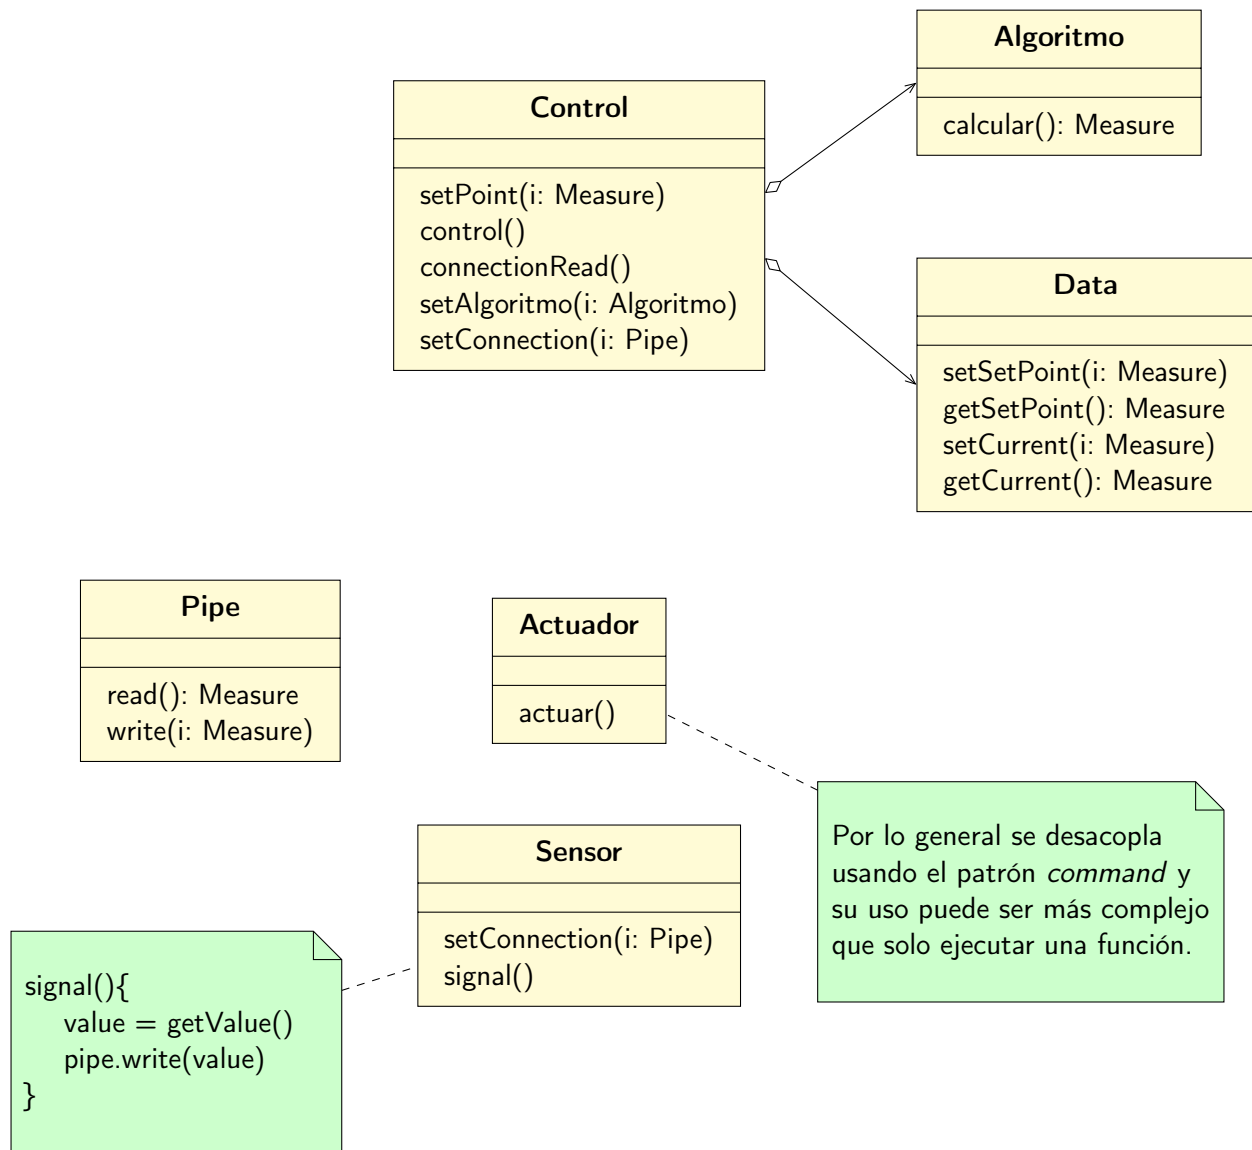 Algoritmo
calcular(): Measure
Control
setPoint(i: Measure)
control()
connectionRead()
setAlgoritmo(i: Algoritmo)
setConnection(i: Pipe)
Data
setSetPoint(i: Measure)
getSetPoint(): Measure
setCurrent(i: Measure)
getCurrent(): Measure
Pipe
read(): Measure
write(i: Measure)
Actuador
actuar()
Por lo general se desacopla
usando el patrón command y
su uso puede ser más complejo
que solo ejecutar una función.
Sensor
setConnection(i: Pipe)
signal()
signal(){
value = getValue()
pipe.write(value)
}